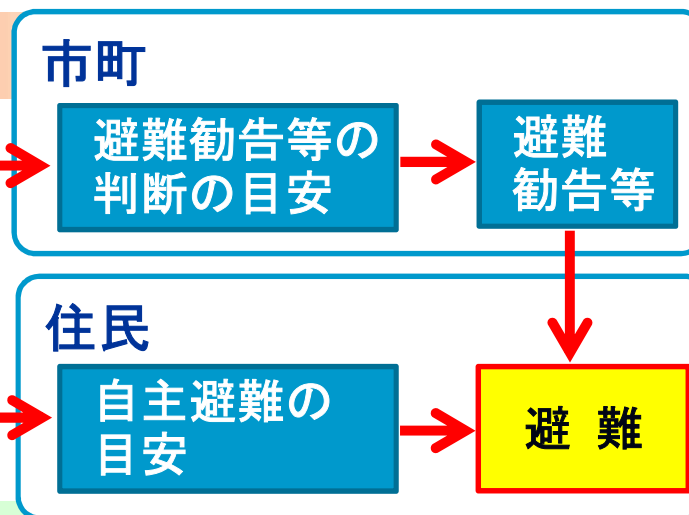 市町
避難勧告等の
判断の目安
避難
勧告等
住民
自主避難の
目安
避 難